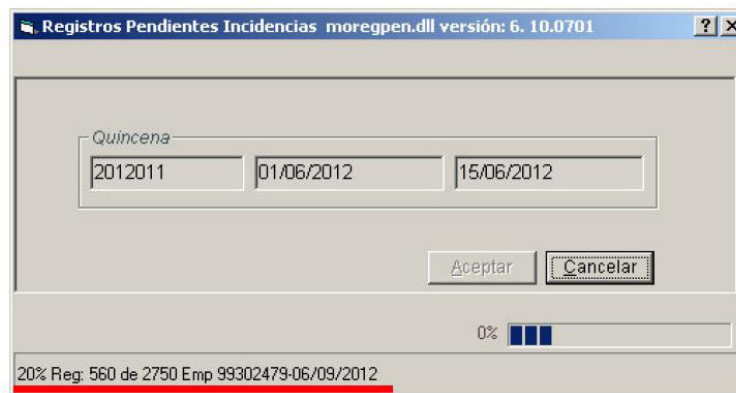 Registros Pendientes Incidencias moregpen.dll versión: 6. 10.0701
Quincena
2012011 01/06/2012 15/06/2012
Aceptar Cancelar
0%
20% Reg: 560 de 2750 Emp 99302479-06/09/2012